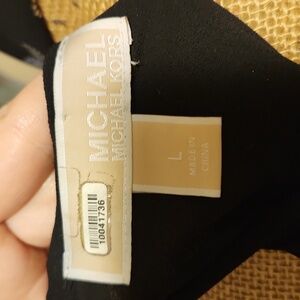 MICHAEL
MICHAEL KORS
10041736
L
MADE IN
CHINA